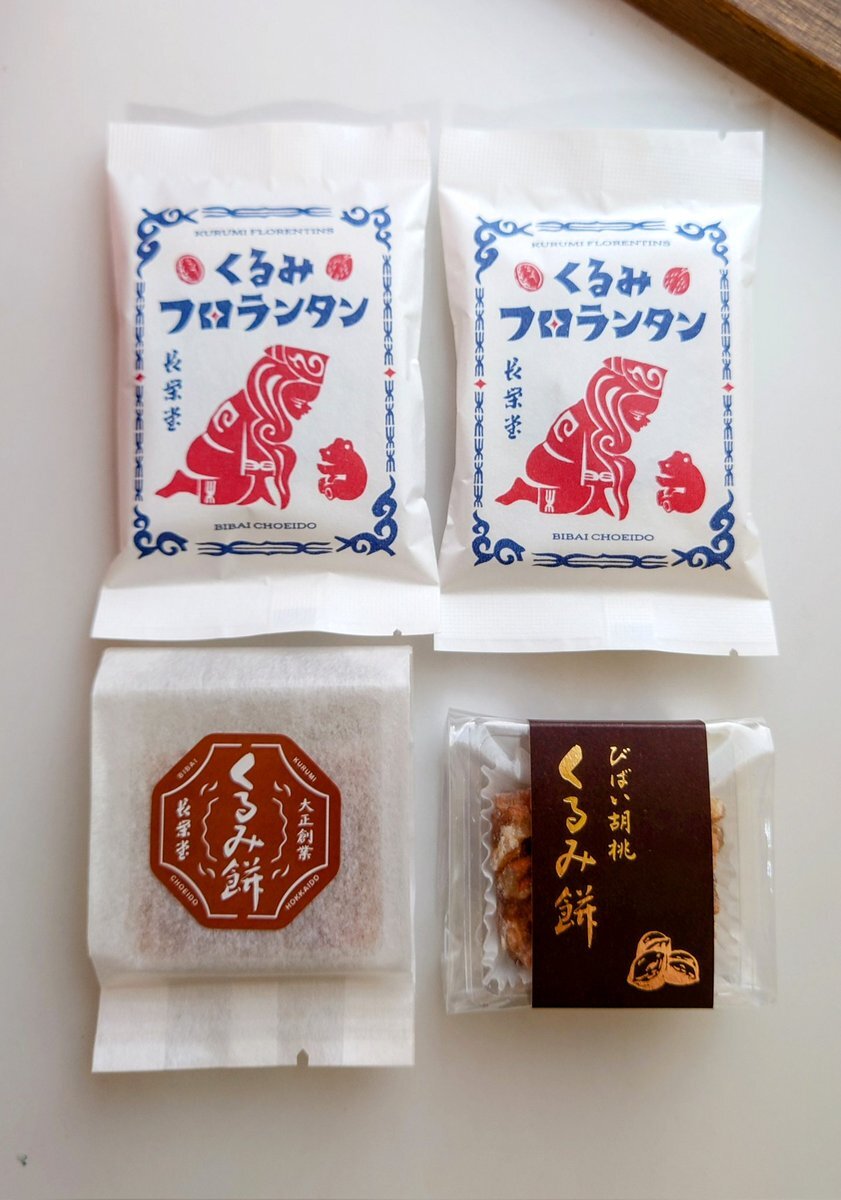 KURUMI FLORENTINS
くるみ
フロランタン
長栄堂
BIBAI CHOEIDO
KURUMI FLORENTINS
くるみ
フロランタン
長栄堂
BIBAI CHOEIDO
BIBAI
KURUMI
大正創業
くるみ餅
長栄堂
CHOEIDO
HOKKAIDO
びばい胡桃
くるみ餅